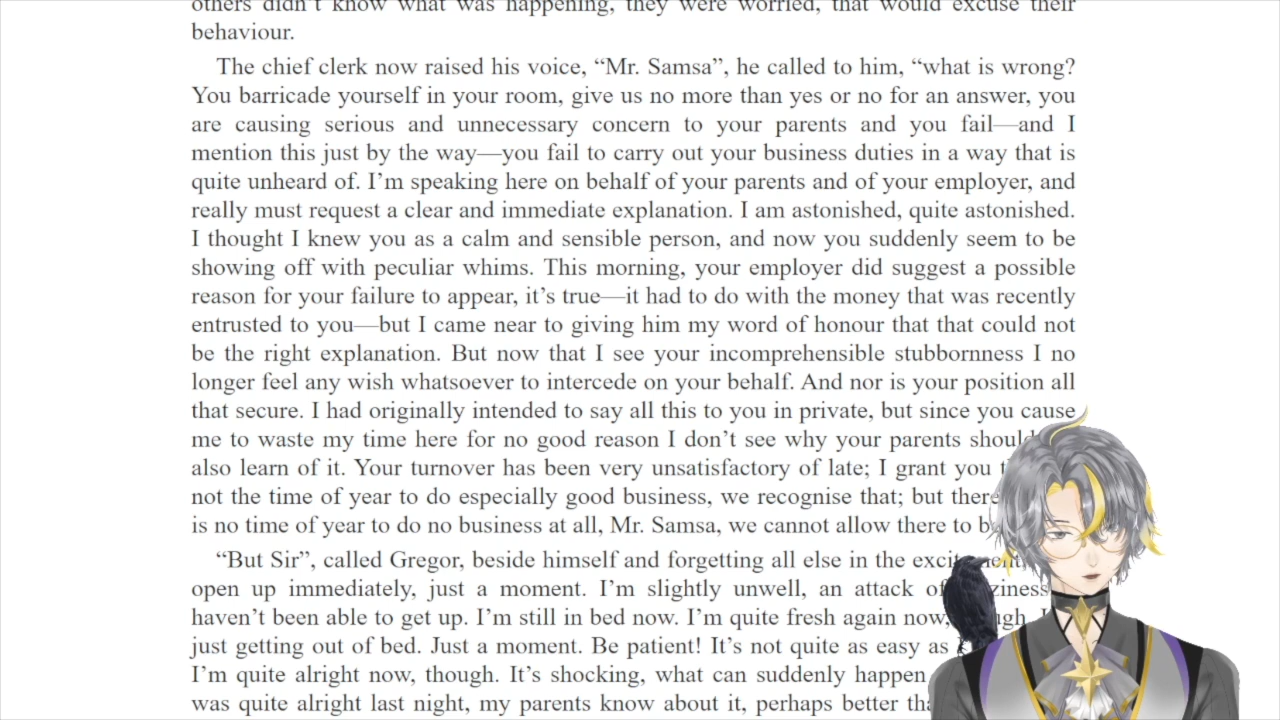 others didn’t know what was happening, they were worried, that would excuse their
behaviour.
The chief clerk now raised his voice, “Mr. Samsa”, he called to him, “what is wrong?
You barricade yourself in your room, give us no more than yes or no for an answer, you
are causing serious and unnecessary concern to your parents and you fail—and I
mention this just by the way—you fail to carry out your business duties in a way that is
quite unheard of. I’m speaking here on behalf of your parents and of your employer, and
really must request a clear and immediate explanation. I am astonished, quite astonished.
I thought I knew you as a calm and sensible person, and now you suddenly seem to be
showing off with peculiar whims. This morning, your employer did suggest a possible
reason for your failure to appear, it’s true—it had to do with the money that was recently
entrusted to you—but I came near to giving him my word of honour that that could not
be the right explanation. But now that I see your incomprehensible stubbornness I no
longer feel any wish whatsoever to intercede on your behalf. And nor is your position all
that secure. I had originally intended to say all this to you in private, but since you cause
me to waste my time here for no good reason I don’t see why your parents should
also learn of it. Your turnover has been very unsatisfactory of late; I grant you
not the time of year to do especially good business, we recognise that; but there
is no time of year to do no business at all, Mr. Samsa, we cannot allow there to
“But Sir”, called Gregor, beside himself and forgetting all else in the
open up immediately, just a moment. I’m slightly unwell, an attack of
haven’t been able to get up. I’m still in bed now. I’m quite fresh again now,
just getting out of bed. Just a moment. Be patient! It’s not quite as easy as
I’m quite alright now, though. It’s shocking, what can suddenly happen
was quite alright last night, my parents know about it, perhaps better